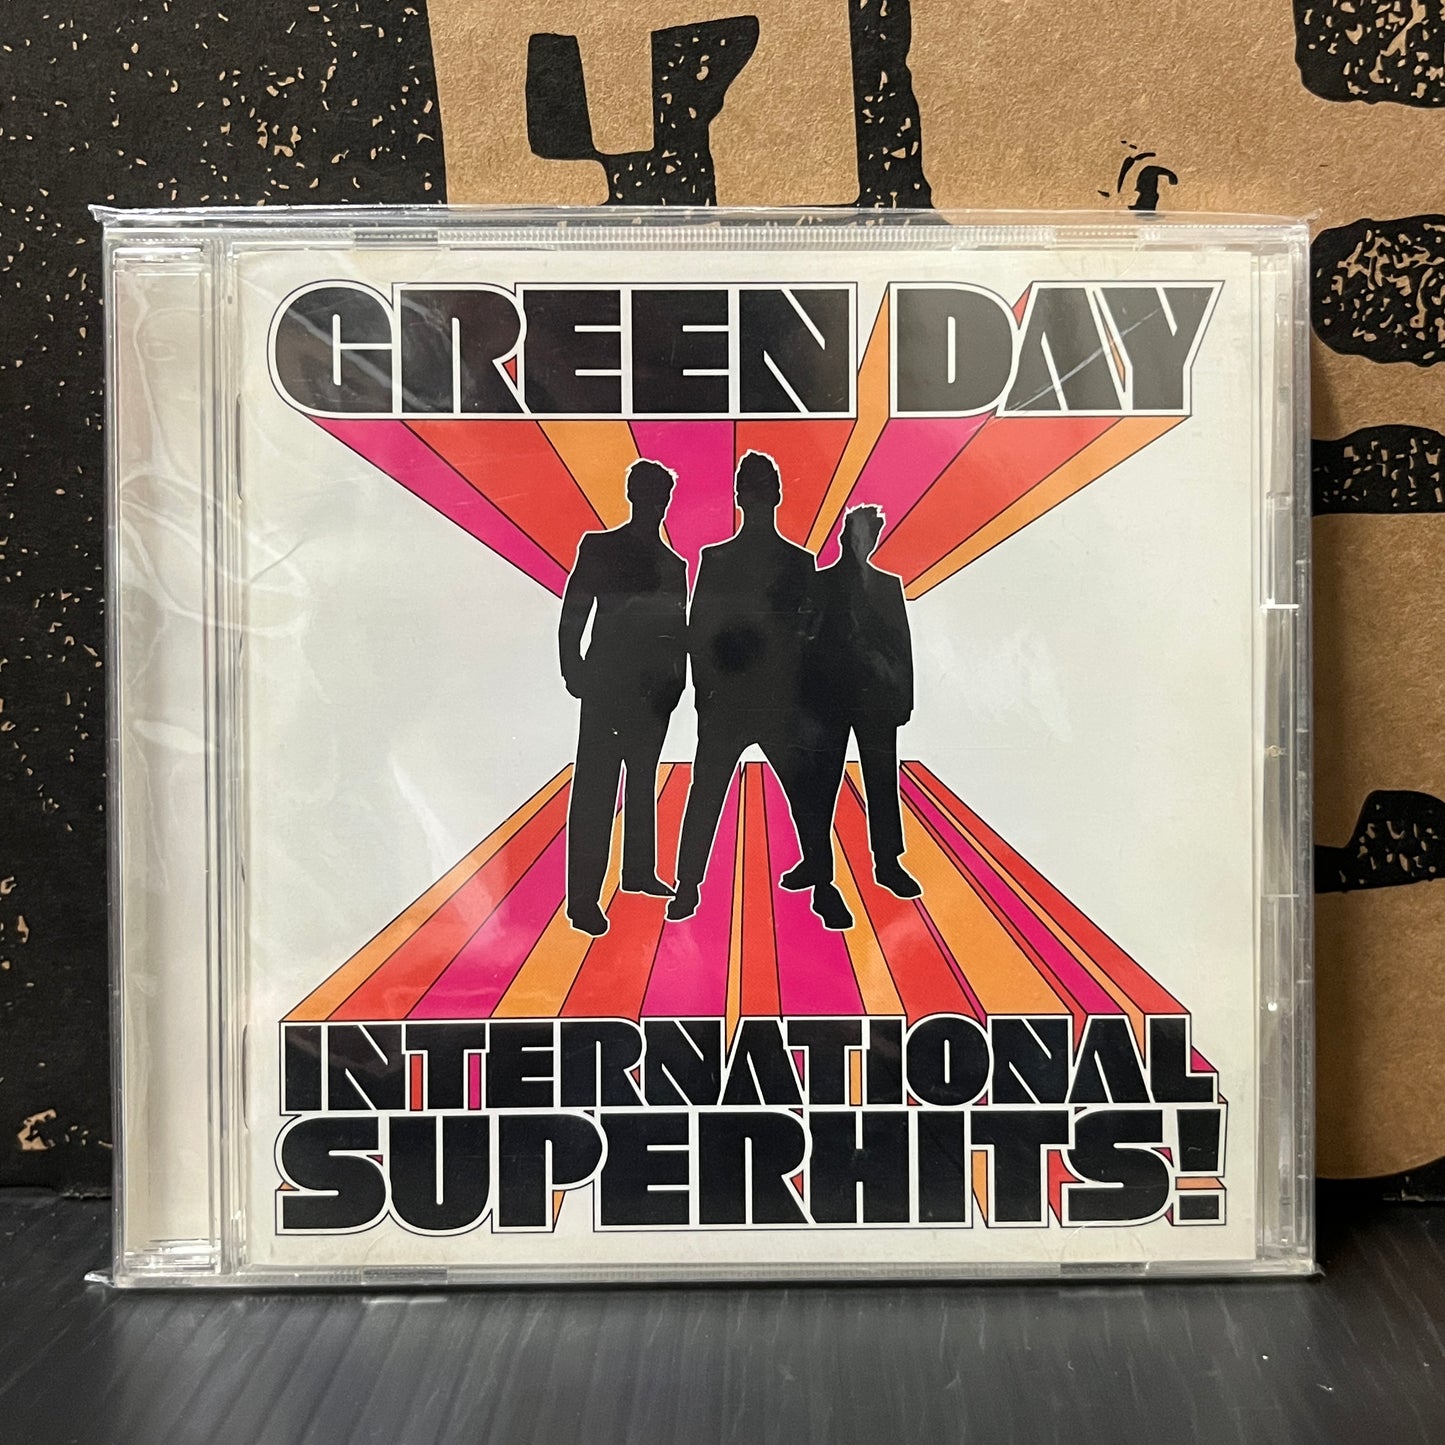 GREEN DAY
INTERNATIONAL
SUPERHITS!